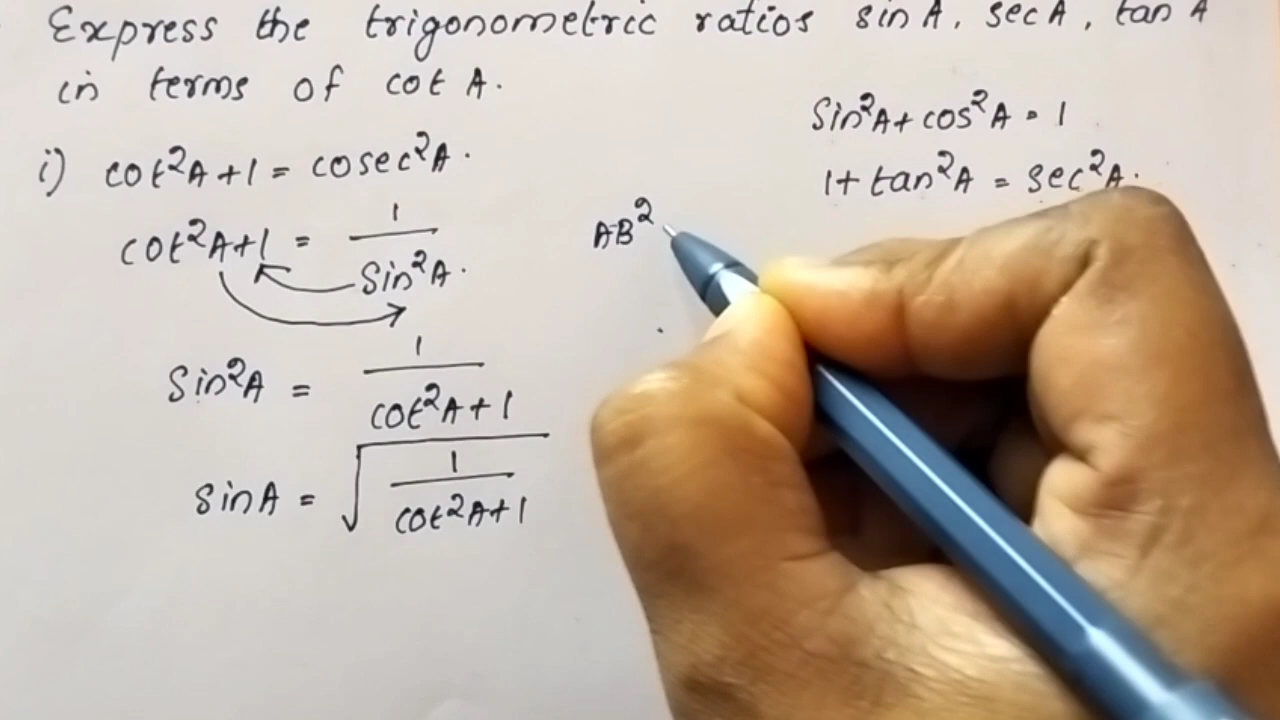 Express the trigonometric ratios sin A, sec A, tan A
in terms of cot A.
sin²A + cos²A = 1
1 + tan²A = sec²A.
i) cot²A + 1 = cosec²A.
cot²A + 1 = 1/sin²A.
AB²
sin²A = 1/cot²A + 1
sin A = √1/cot²A + 1